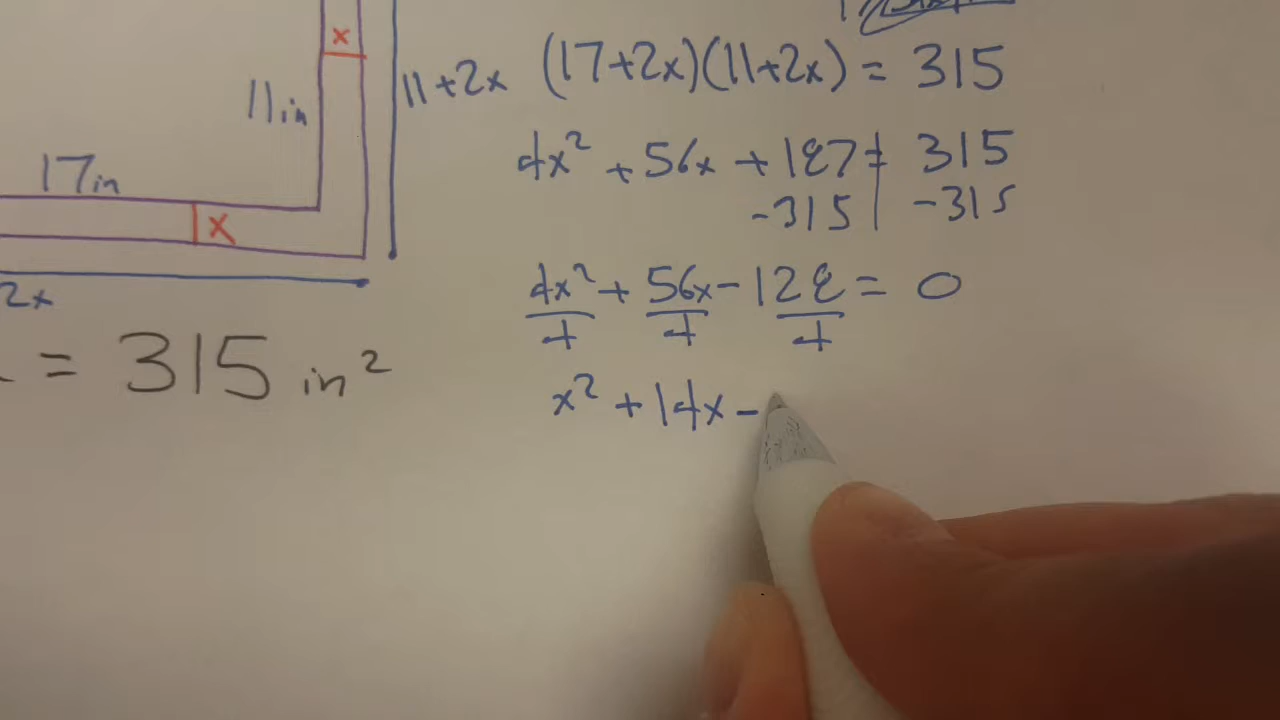 x
11in
11+2x
17in
x
2x
= 315 in²
(17+2x)(11+2x) = 315
4x² + 56x + 187 = 315
-315 -315
4x² + 56x - 128 = 0
4 4 4
x² + 14x -